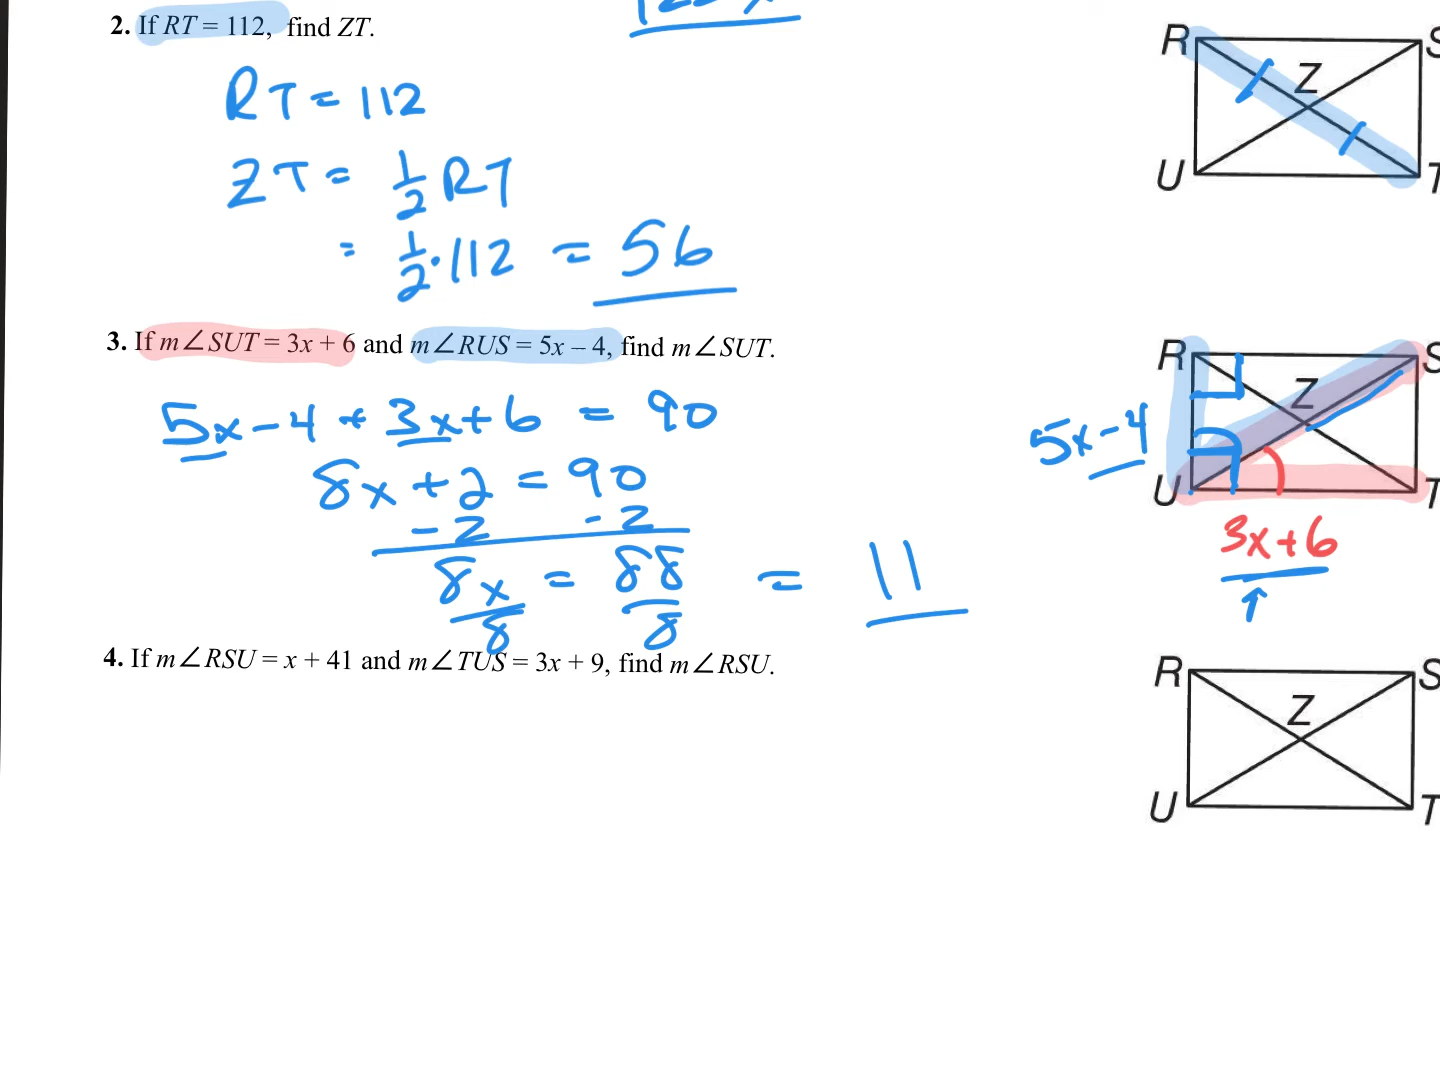 2. If RT = 112, find ZT.
RT = 112
ZT = 1/2 RT
= 1/2 · 112 = 56
R S
Z
U T
3. If m∠SUT = 3x + 6 and m∠RUS = 5x – 4, find m∠SUT.
5x - 4 + 3x + 6 = 90
8x + 2 = 90
- 2 - 2
8x/8 = 88/8 = 11
R S
Z
5x - 4
U T
3x + 6
4. If m∠RSU = x + 41 and m∠TUS = 3x + 9, find m∠RSU.
R S
Z
U T